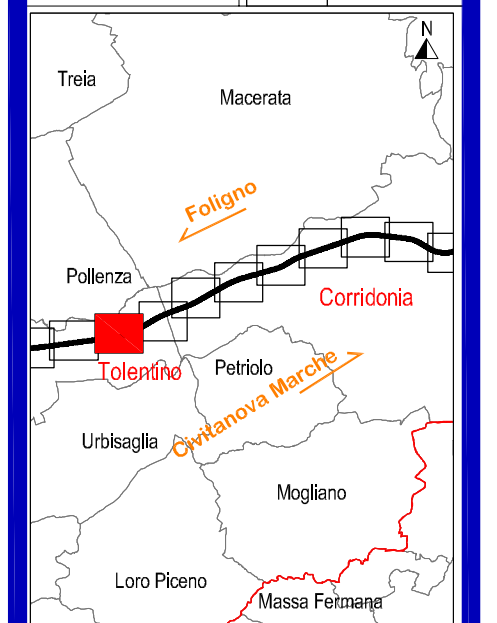 N
Treia
Macerata
Foligno
Pollenza
Corridonia
Tolentino
Petriolo
Civitanova Marche
Urbisaglia
Mogliano
Loro Piceno
Massa Fermana